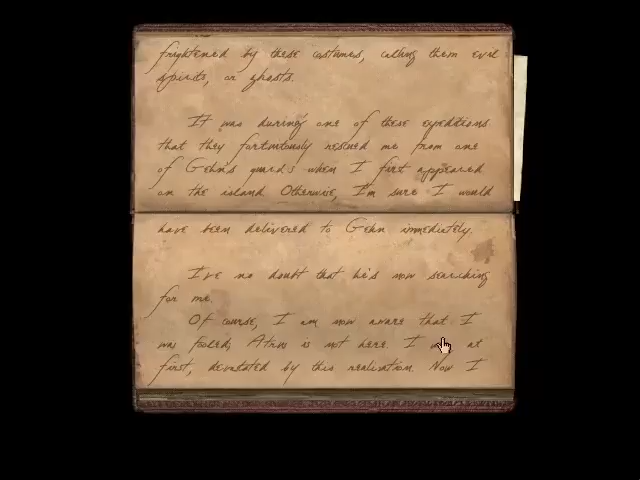 frightened by these costumes, calling them evil
spirits, or ghosts.
It was during one of these expeditions
that they fortuitously rescued me from one
of Gehn's guards when I first appeared
on the island. Otherwise, I'm sure I would
have been delivered to Gehn immediately.
I've no doubt that he's now searching
for me.
Of course, I am now aware that I
was fooled; Atrus is not here. I at
first, devastated by this realization. Now I